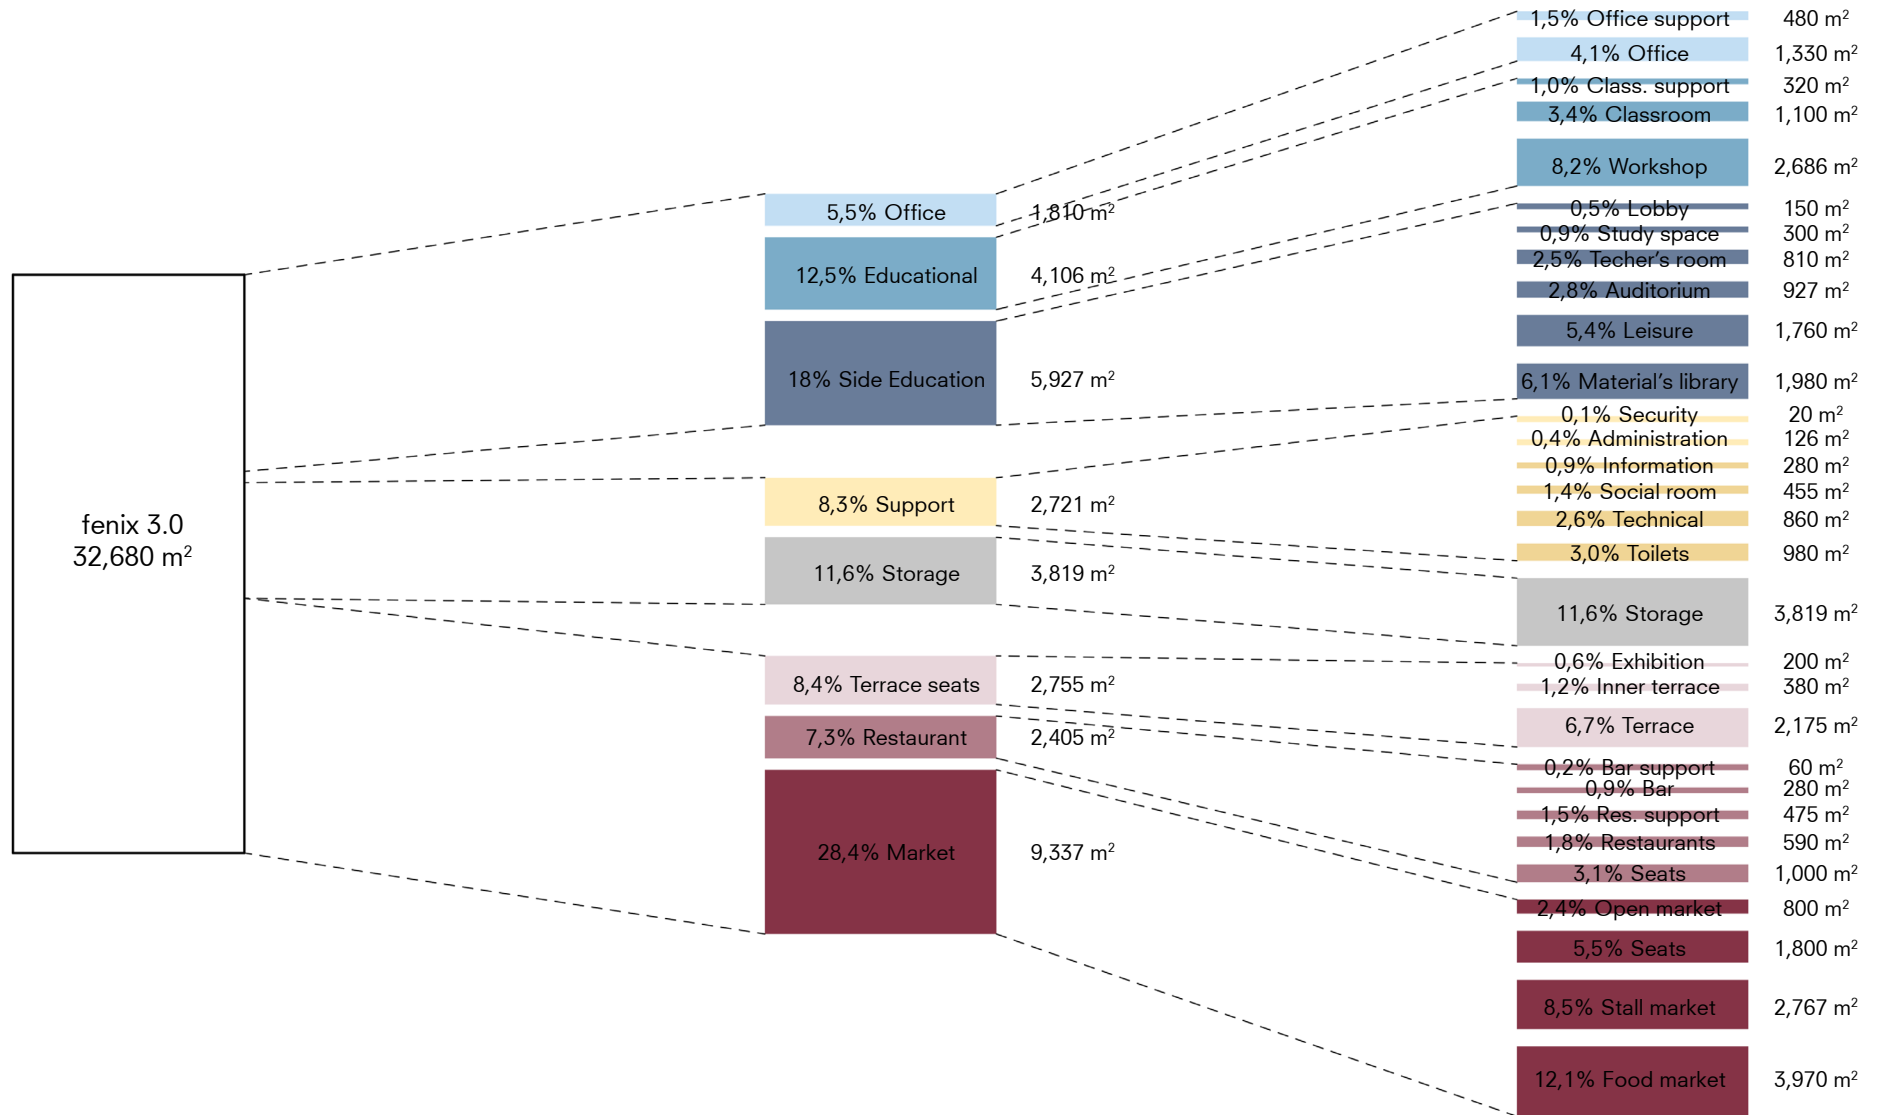 fenix 3.0
32,680 m²
5,5% Office 1,810 m²
12,5% Educational 4,106 m²
18% Side Education 5,927 m²
8,3% Support 2,721 m²
11,6% Storage 3,819 m²
8,4% Terrace seats 2,755 m²
7,3% Restaurant 2,405 m²
28,4% Market 9,337 m²
1,5% Office support 480 m²
4,1% Office 1,330 m²
1,0% Class. support 320 m²
3,4% Classroom 1,100 m²
8,2% Workshop 2,686 m²
0,5% Lobby 150 m²
0,9% Study space 300 m²
2,5% Techer’s room 810 m²
2,8% Auditorium 927 m²
5,4% Leisure 1,760 m²
6,1% Material’s library 1,980 m²
0,1% Security 20 m²
0,4% Administration 126 m²
0,9% Information 280 m²
1,4% Social room 455 m²
2,6% Technical 860 m²
3,0% Toilets 980 m²
11,6% Storage 3,819 m²
0,6% Exhibition 200 m²
1,2% Inner terrace 380 m²
6,7% Terrace 2,175 m²
0,2% Bar support 60 m²
0,9% Bar 280 m²
1,5% Res. support 475 m²
1,8% Restaurants 590 m²
3,1% Seats 1,000 m²
2,4% Open market 800 m²
5,5% Seats 1,800 m²
8,5% Stall market 2,767 m²
12,1% Food market 3,970 m²